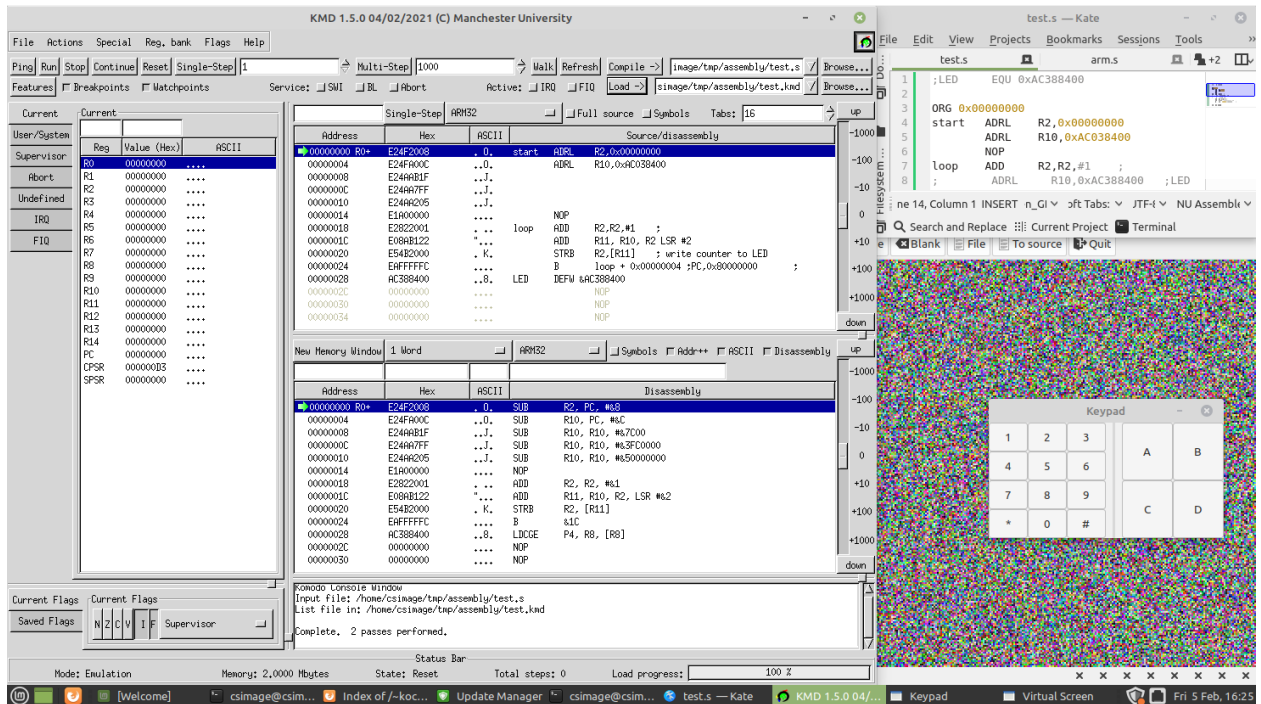 KMD 1.5.0 04/02/2021 (C) Manchester University
File Actions Special Reg. bank Flags Help
Ping Run Stop Continue Reset Single-Step 1 Multi-Step 1000 Walk Refresh Compile -> image/tmp/assembly/test.s / Browse...
Features Breakpoints Watchpoints Service: SWI BL Abort Active: IRQ FIQ Load -> simage/tmp/assembly/test.kmd / Browse...
Current
User/System
Supervisor
Abort
Undefined
IRQ
FIQ
Current
Reg Value (Hex) ASCII
R0 00000000 ....
R1 00000000 ....
R2 00000000 ....
R3 00000000 ....
R4 00000000 ....
R5 00000000 ....
R6 00000000 ....
R7 00000000 ....
R8 00000000 ....
R9 00000000 ....
R10 00000000 ....
R11 00000000 ....
R12 00000000 ....
R13 00000000 ....
R14 00000000 ....
PC 00000000 ....
CPSR 000000D3 ....
SPSR 00000000 ....
Single-Step ARM32 Full source Symbols Tabs: 16
Address Hex ASCII Source/disassembly
00000000 R0+ E24F2008 . O. start ADRL R2,0x00000000
00000004 E24FA00C ..O. ADRL R10,0xAC038400
00000008 E24AAB1F ..J.
0000000C E24AA7FF ..J.
00000010 E24AA205 ..J.
00000014 E1A00000 .... NOP
00000018 E2822001 . .. loop ADD R2,R2,#1 ;
0000001C E08AB122 "... ADD R11, R10, R2 LSR #2
00000020 E54B2000 . K. STRB R2,[R11] ; write counter to LED
00000024 EAFFFFFC .... B loop + 0x00000004 ;PC,0x80000000 ;
00000028 AC388400 ..8. LED DEFW &AC388400
0000002C 00000000 .... NOP
00000030 00000000 .... NOP
00000034 00000000 .... NOP
up
-1000
-100
-10
0
+10
+100
+1000
down
New Memory Window 1 Word ARM32 Symbols Addr++ ASCII Disassembly
Address Hex ASCII Disassembly
00000000 R0+ E24F2008 . O. SUB R2, PC, #&8
00000004 E24FA00C ..O. SUB R10, PC, #&C
00000008 E24AAB1F ..J. SUB R10, R10, #&7C00
0000000C E24AA7FF ..J. SUB R10, R10, #&3FC0000
00000010 E24AA205 ..J. SUB R10, R10, #&50000000
00000014 E1A00000 .... NOP
00000018 E2822001 . .. ADD R2, R2, #&1
0000001C E08AB122 "... ADD R11, R10, R2, LSR #&2
00000020 E54B2000 . K. STRB R2, [R11]
00000024 EAFFFFFC .... B &1C
00000028 AC388400 ..8. LDCGE P4, R8, [R8]
0000002C 00000000 .... NOP
00000030 00000000 .... NOP
up
-1000
-100
-10
0
+10
+100
+1000
down
Current Flags
Saved Flags
Current Flags
N Z C V I F Supervisor
Komodo Console Window
Input file: /home/csimage/tmp/assembly/test.s
List file in: /home/csimage/tmp/assembly/test.kmd
Complete. 2 passes performed.
Status Bar
Mode: Emulation Memory: 2.0000 Mbytes State: Reset Total steps: 0 Load progress: 100 %
test.s — Kate
File Edit View Projects Bookmarks Sessions Tools »
test.s arm.s +2
Do
Filesystem
1 ;LED EQU 0xAC388400
2
3 ORG 0x00000000
4 start ADRL R2,0x00000000
5 ADRL R10,0xAC038400
6 NOP
7 loop ADD R2,R2,#1 ;
8 ; ADRL R10,0xAC388400 ;LED
ne 14, Column 1 INSERT n_GI oft Tabs: JTF-8 NU Assemble
Search and Replace Current Project Terminal
e Blank File To source Quit
Keypad
1 2 3 A B
4 5 6
7 8 9 C D
* 0 #
x x x x x x x x
[Welcome] csimage@csim... Index of /~koc... Update Manager csimage@csim... test.s — Kate KMD 1.5.0 04/... Keypad Virtual Screen Fri 5 Feb, 16:25